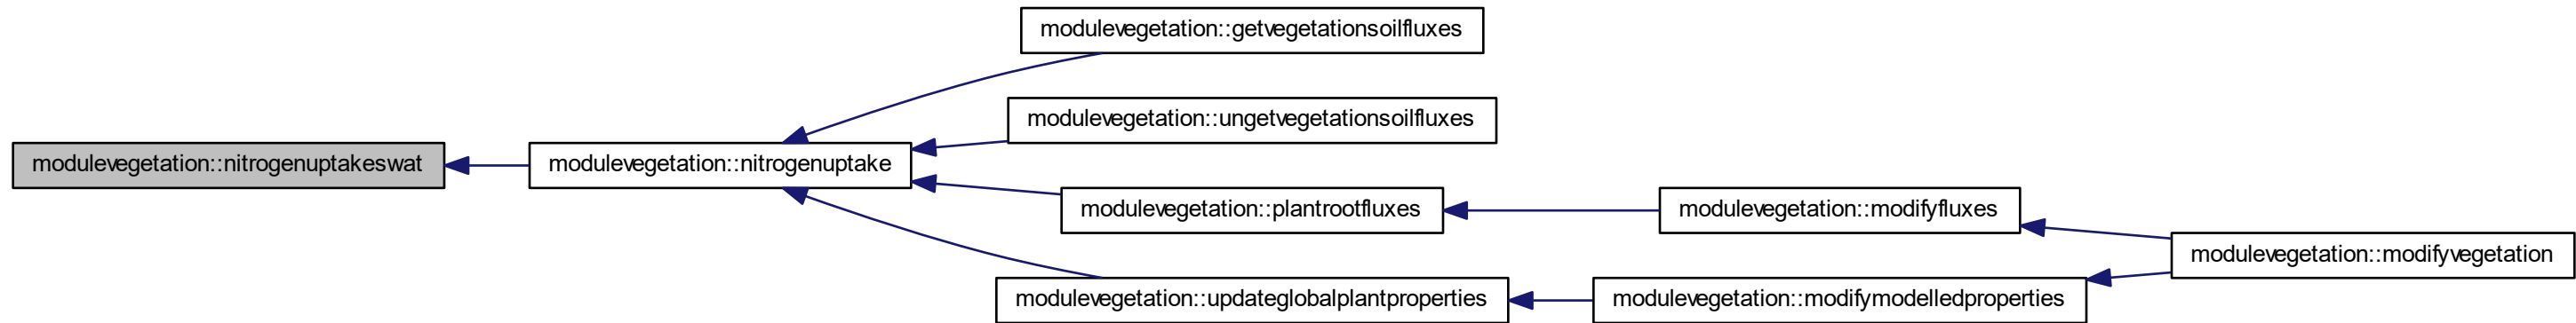 modulevegetation::getvegetationsoilfluxes
modulevegetation::ungetvegetationsoilfluxes
modulevegetation::nitrogenuptakeswat
modulevegetation::nitrogenuptake
modulevegetation::plantrootfluxes
modulevegetation::modifyfluxes
modulevegetation::modifyvegetation
modulevegetation::updateglobalplantproperties
modulevegetation::modifymodelledproperties